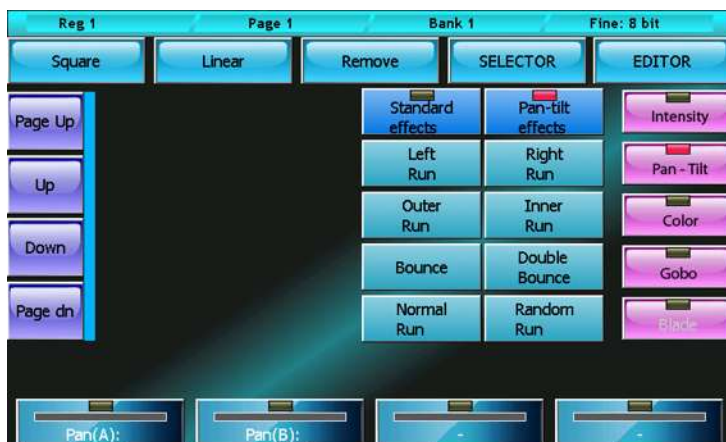 Reg 1 Page 1 Bank 1 Fine: 8 bit
Square Linear Remove SELECTOR EDITOR
Page Up
Up
Down
Page dn
Standard
effects
Pan-tilt
effects
Left
Run
Right
Run
Outer
Run
Inner
Run
Bounce
Double
Bounce
Normal
Run
Random
Run
Intensity
Pan - Tilt
Color
Gobo
Blade
Pan(A): Pan(B): - -